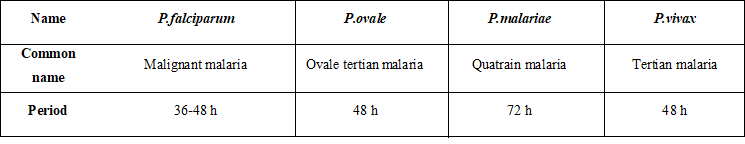 Name P.falciparum P.ovale P.malariae P.vivax
Common name Malignant malaria Ovale tertian malaria Quatrain malaria Tertian malaria
Period 36-48 h 48 h 72 h 48 h